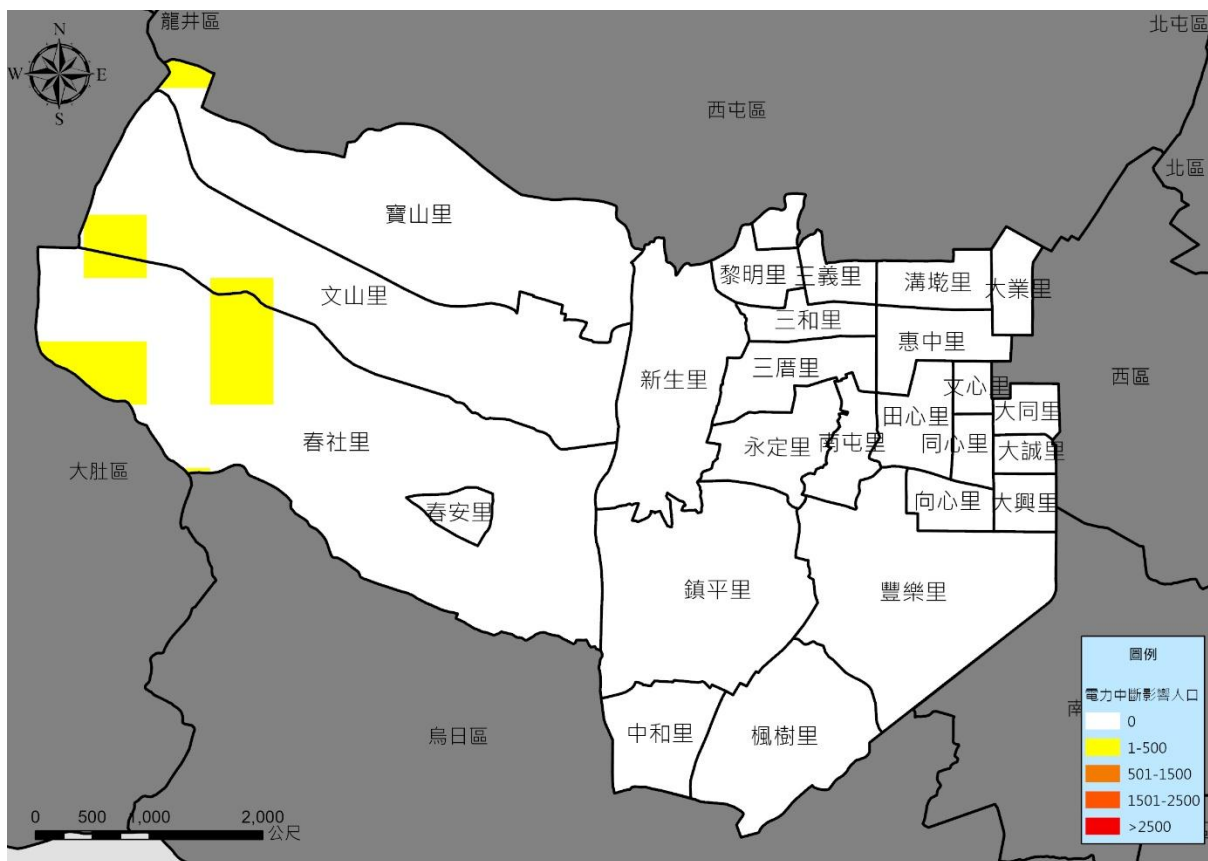 龍井區
北屯區
N
W
E
S
西屯區
北區
寶山里
黎明里
三義里
溝墘里
大業里
文山里
三和里
惠中里
新生里
三厝里
文心里
西區
田心里
大同里
春社里
永定里
南屯里
同心里
大誠里
大肚區
春安里
向心里
大興里
鎮平里
豐樂里
圖例
電力中斷影響人口
南
0
1-500
501-1500
1501-2500
>2500
烏日區
中和里
楓樹里
0 500 1,000 2,000
公尺